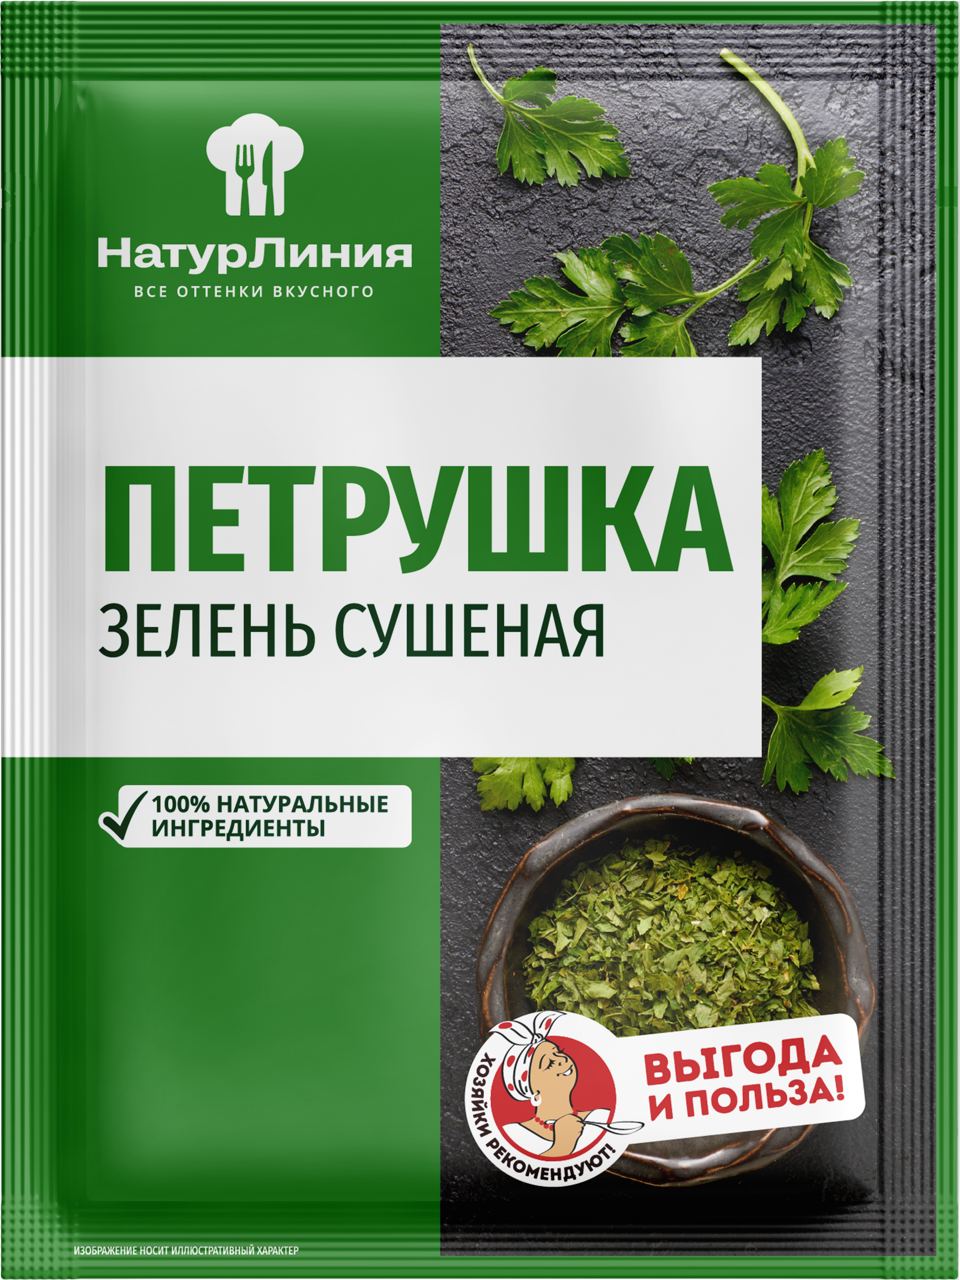 НатурЛиния
ВСЕ ОТТЕНКИ ВКУСНОГО
ПЕТРУШКА
ЗЕЛЕНЬ СУШЕНАЯ
100% НАТУРАЛЬНЫЕ
ИНГРЕДИЕНТЫ
ВЫГОДА
И ПОЛЬЗА!
ХОЗЯЙКИ РЕКОМЕНДУЮТ!
ИЗОБРАЖЕНИЕ НОСИТ ИЛЛЮСТРАТИВНЫЙ ХАРАКТЕР